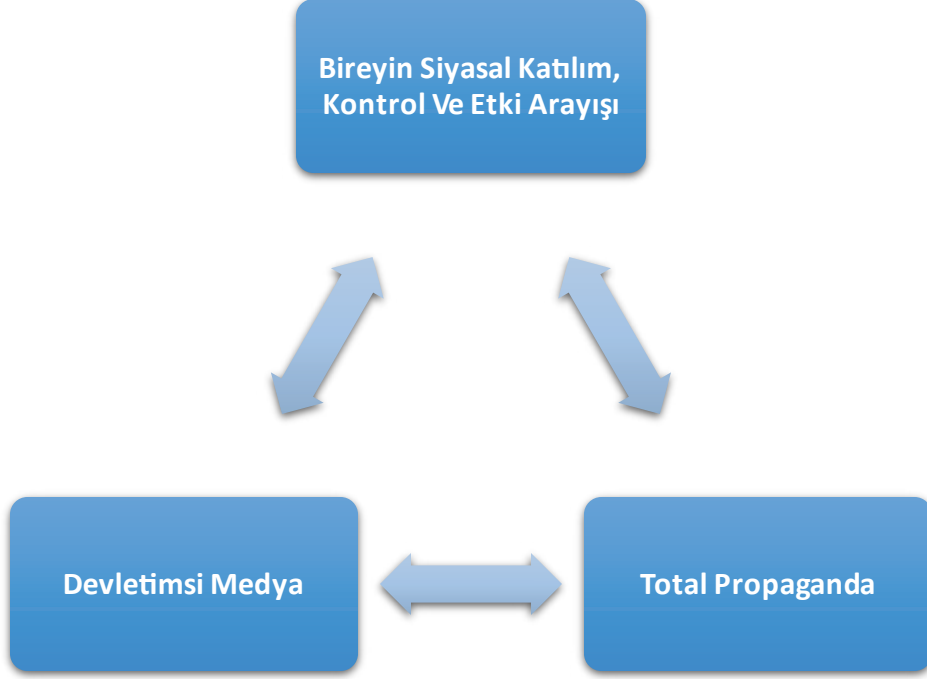 Bireyin Siyasal Katılım,
Kontrol Ve Etki Arayışı
Devletimsi Medya
Total Propaganda